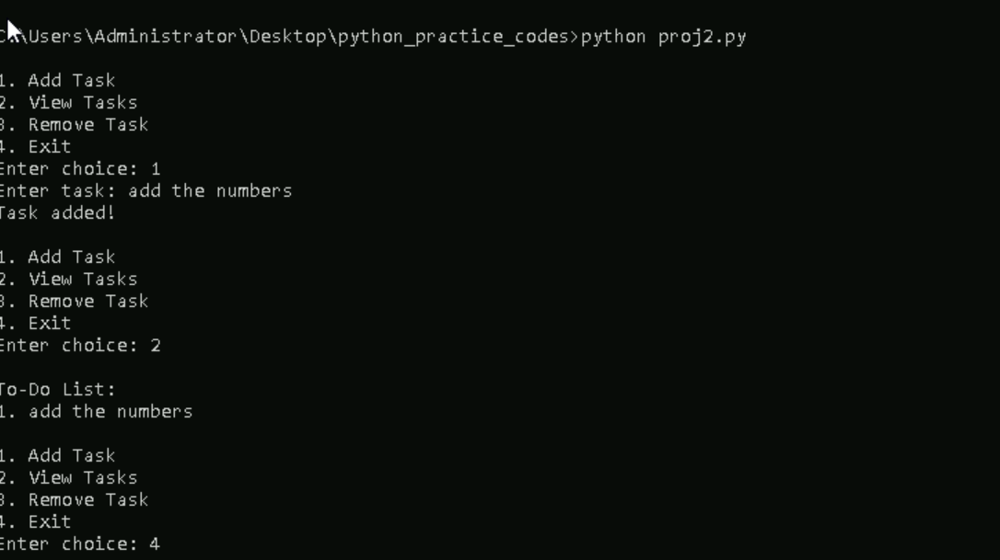 C:\Users\Administrator\Desktop\python_practice_codes>python proj2.py
1. Add Task
2. View Tasks
3. Remove Task
4. Exit
Enter choice: 1
Enter task: add the numbers
Task added!
1. Add Task
2. View Tasks
3. Remove Task
4. Exit
Enter choice: 2
To-Do List:
1. add the numbers
1. Add Task
2. View Tasks
3. Remove Task
4. Exit
Enter choice: 4